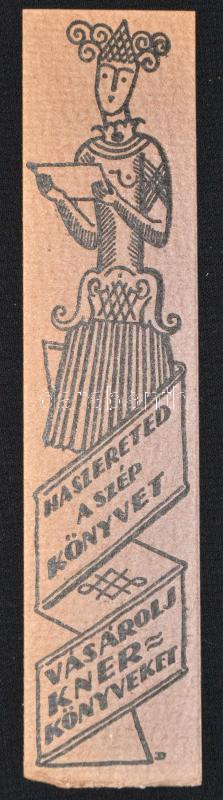 HA SZERETED
A SZÉP
KÖNYVET
VÁSÁROLJ
KNER=
KÖNYVEKET
D